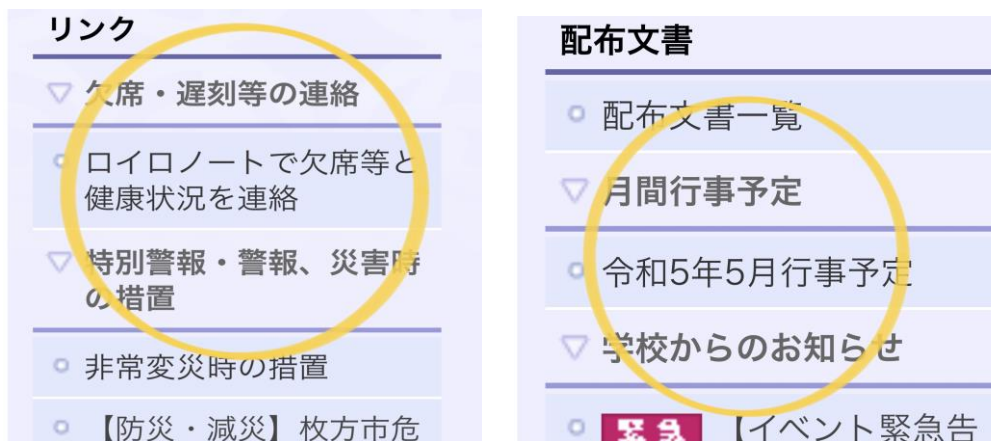 リンク
欠席・遅刻等の連絡
ロイロノートで欠席等と
健康状況を連絡
特別警報・警報、災害時
の措置
非常変災時の措置
【防災・減災】枚方市危
配布文書
配布文書一覧
月間行事予定
令和5年5月行事予定
学校からのお知らせ
緊急 【イベント緊急告